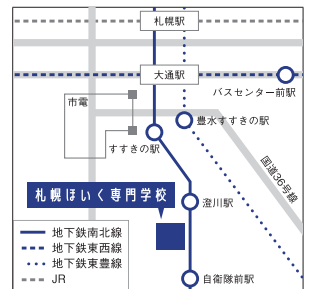 札幌駅
大通駅
バスセンター前駅
市電
豊水すすきの駅
すすきの駅
国道36号線
札幌ほいく専門学校
澄川駅
地下鉄南北線
地下鉄東西線
地下鉄東豊線
JR
自衛隊前駅